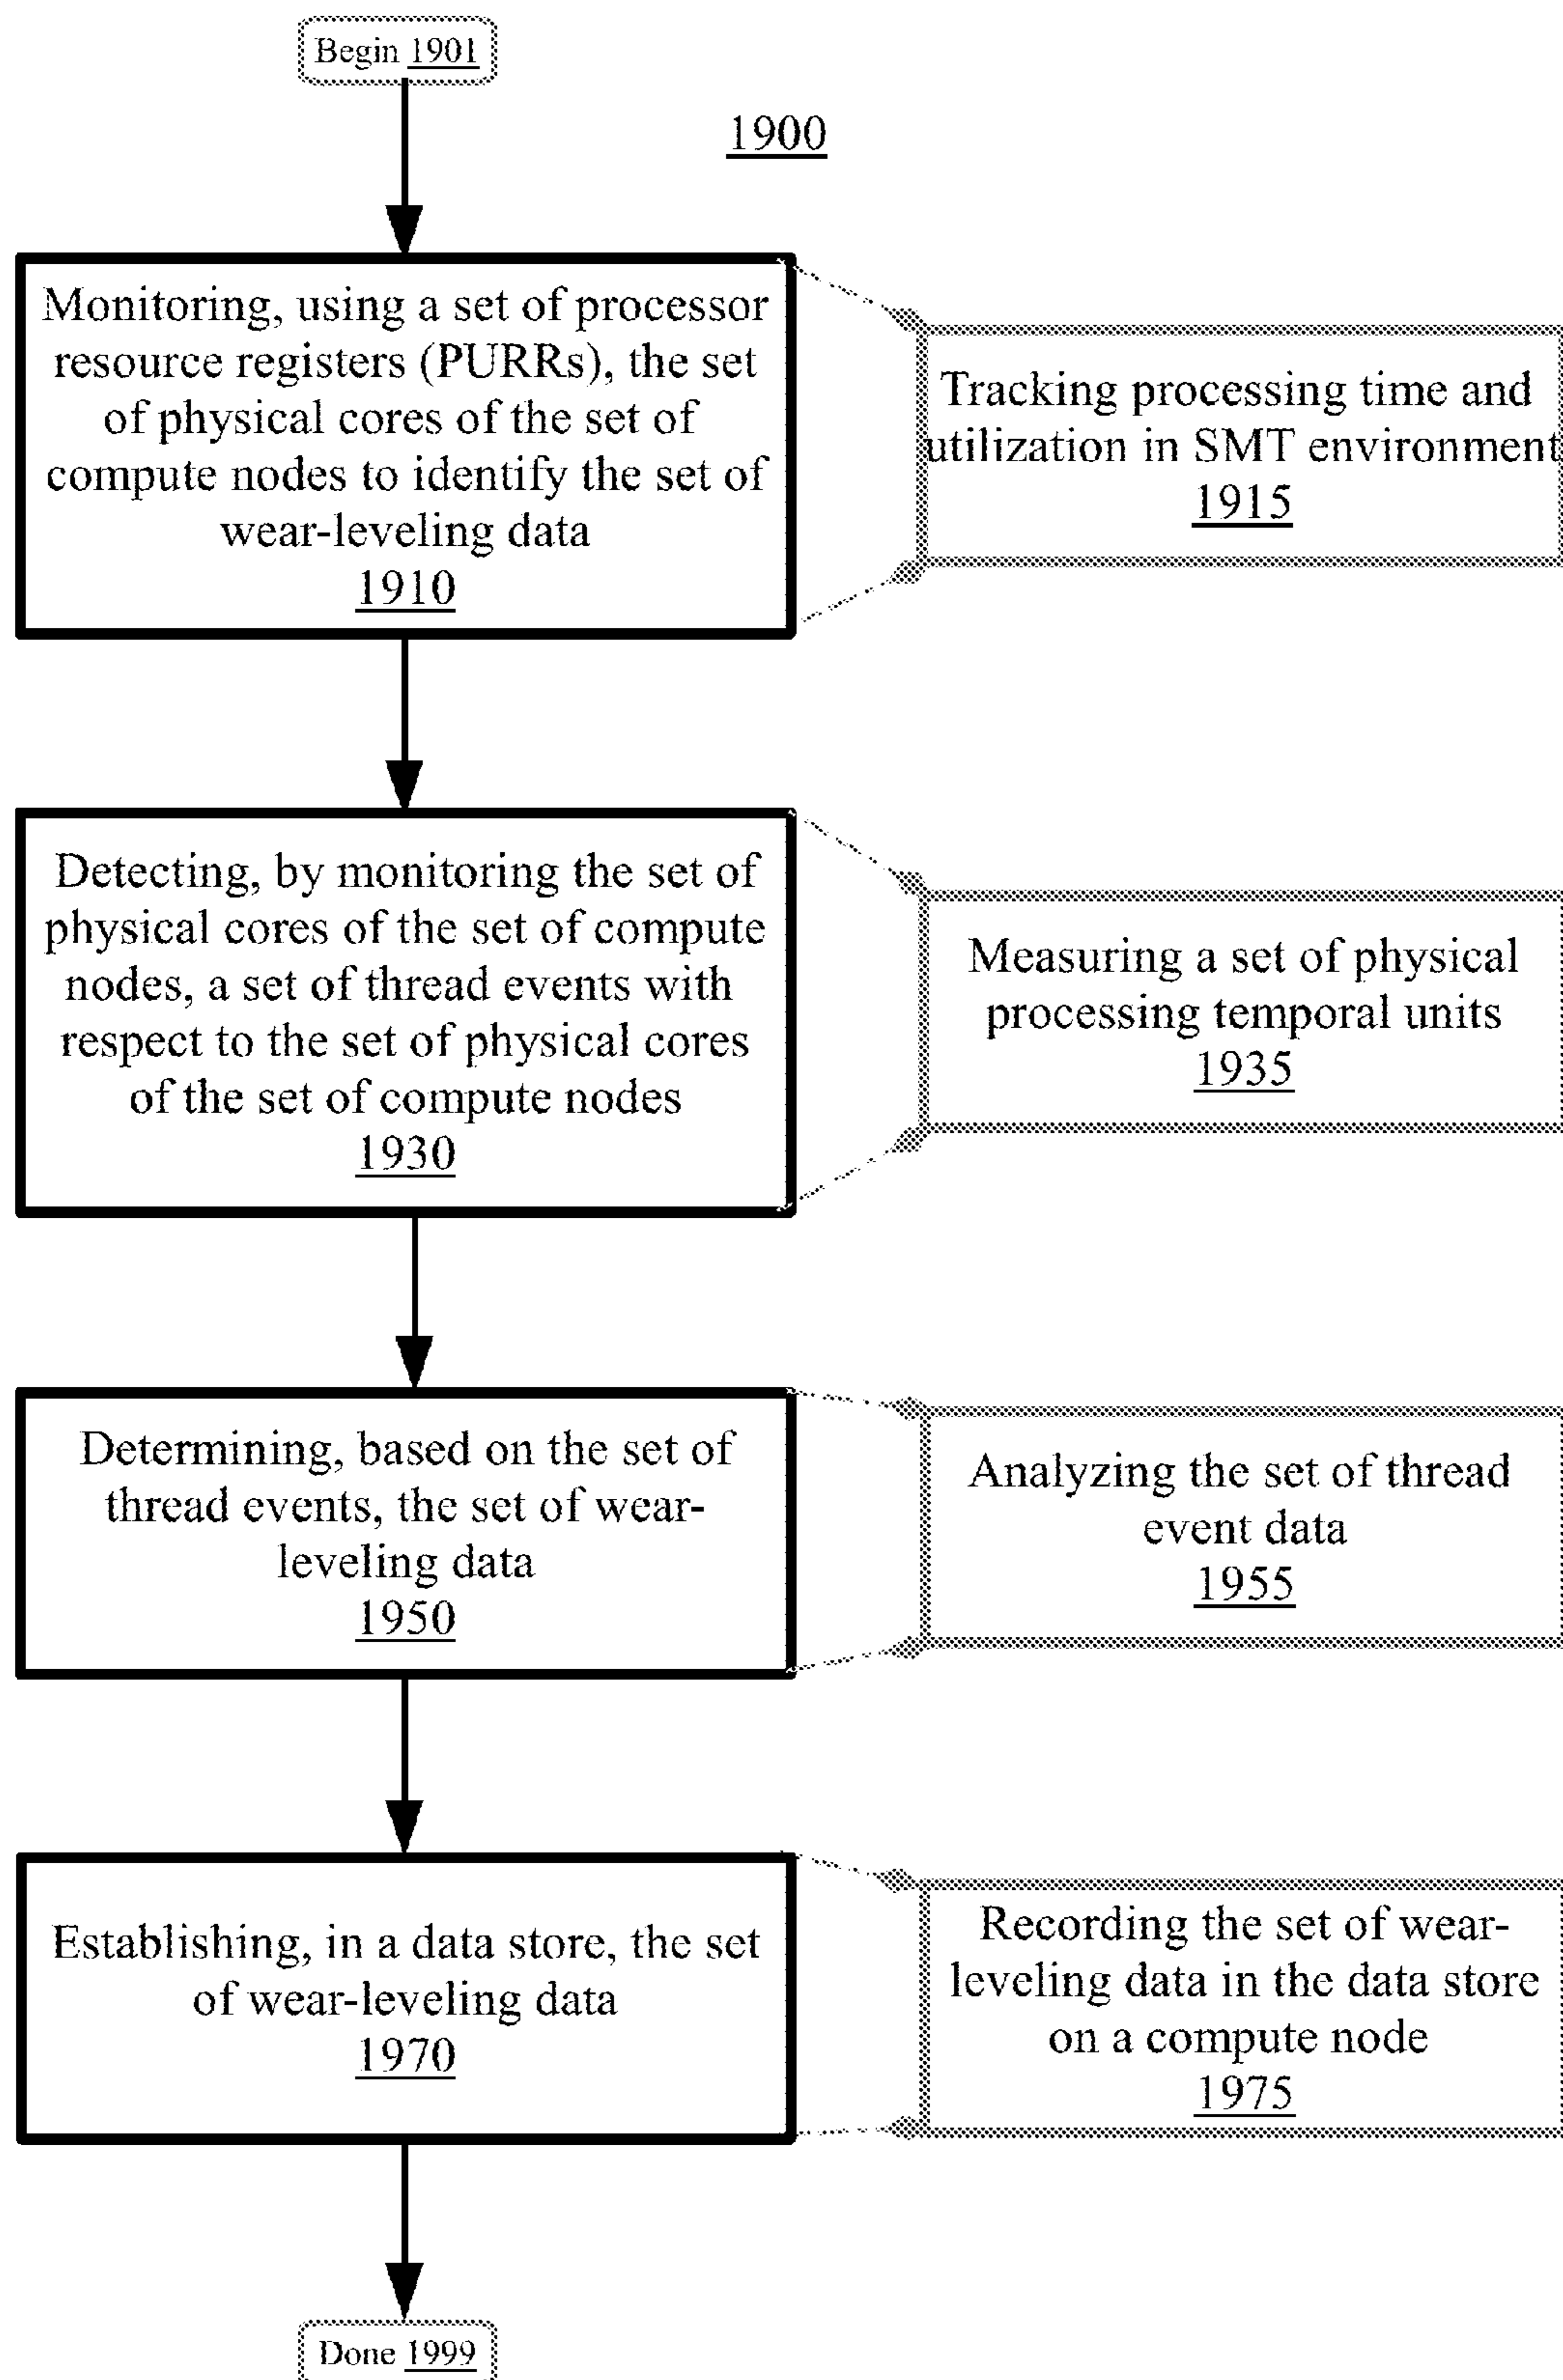 Begin 1901
1900
Monitoring, using a set of processor
resource registers (PURRs), the set
of physical cores of the set of
compute nodes to identify the set of
wear-leveling data
1910
Tracking processing time and
utilization in SMT environment
1915
Detecting, by monitoring the set of
physical cores of the set of compute
nodes, a set of thread events with
respect to the set of physical cores
of the set of compute nodes
1930
Measuring a set of physical
processing temporal units
1935
Determining, based on the set of
thread events, the set of wear-
leveling data
1950
Analyzing the set of thread
event data
1955
Establishing, in a data store, the set
of wear-leveling data
1970
Recording the set of wear-
leveling data in the data store
on a compute node
1975
Done 1999